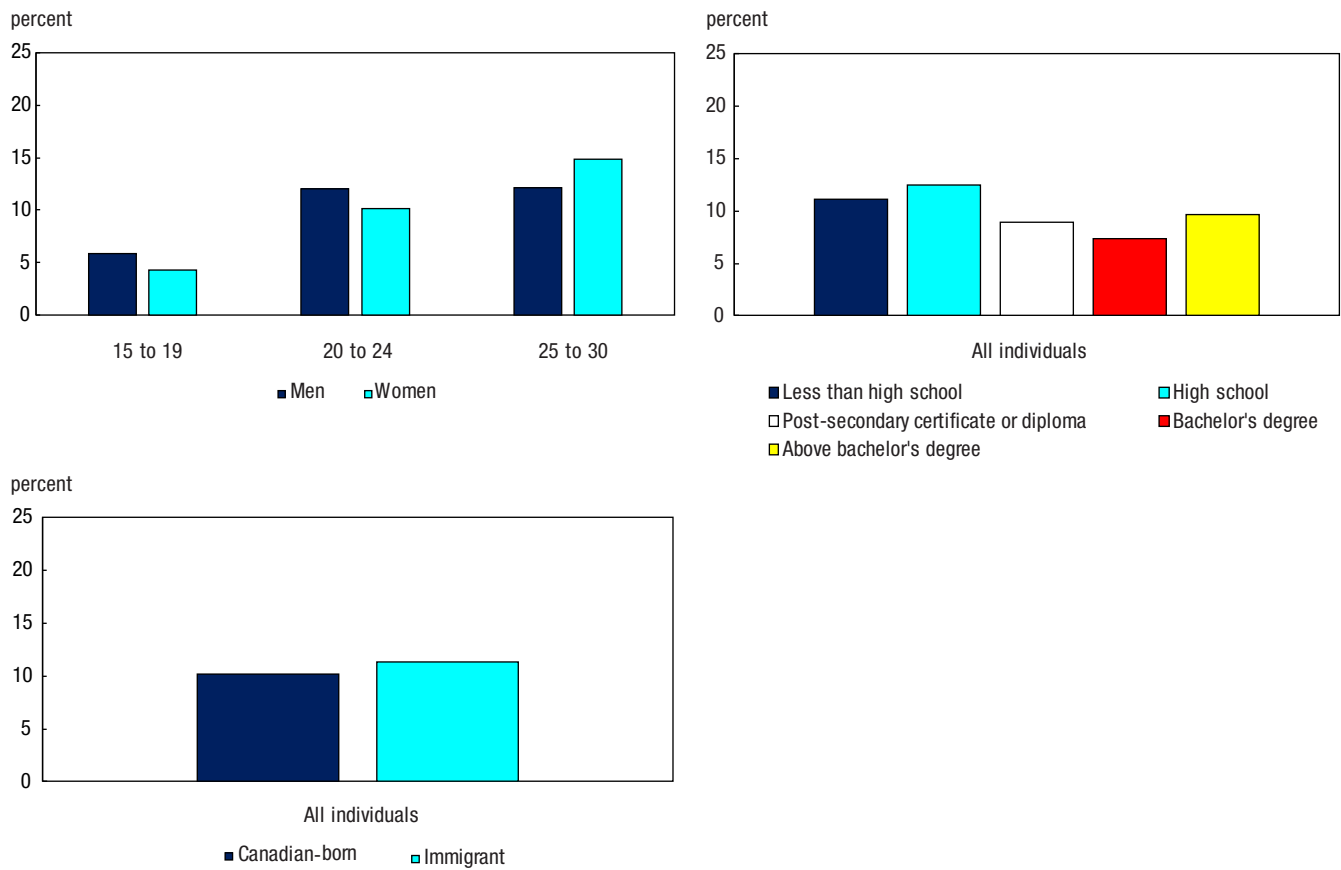 percent
25
20
15
10
5
0
15 to 19 20 to 24 25 to 30
Men Women
percent
25
20
15
10
5
0
All individuals
Less than high school High school
Post-secondary certificate or diploma Bachelor's degree
Above bachelor's degree
percent
25
20
15
10
5
0
All individuals
Canadian-born Immigrant